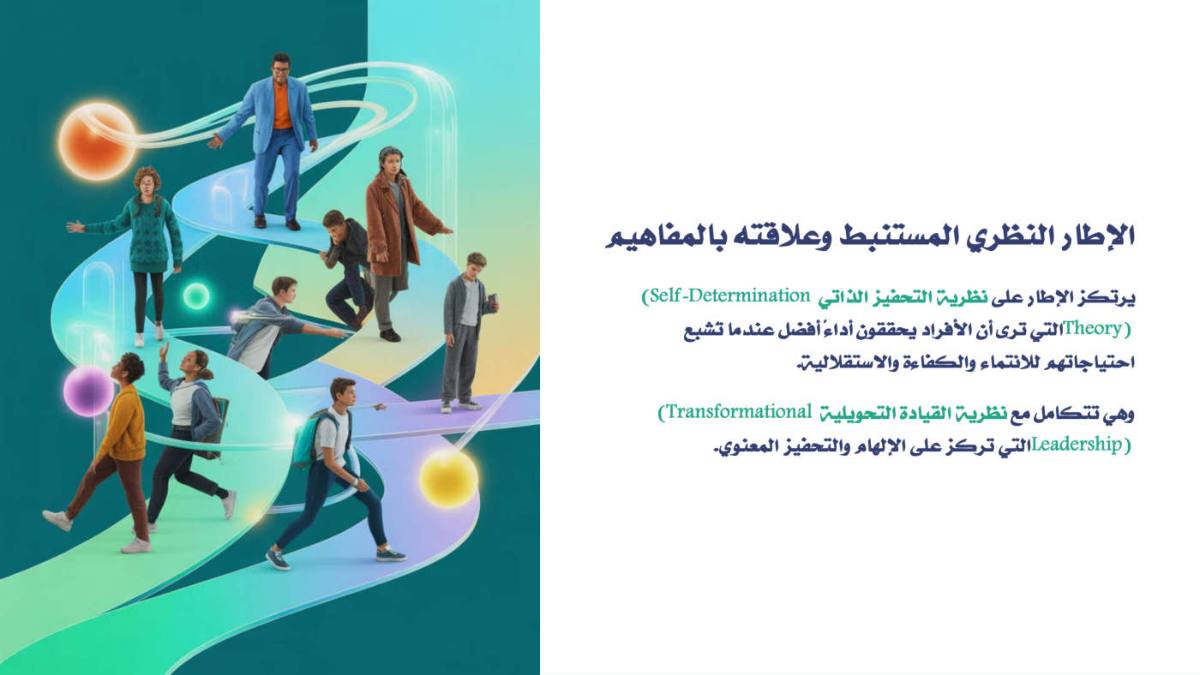 الإطار النظري المستنبط وعلاقته بالمفاهيم
يرتكز الإطار على نظرية التحفيز الذاتي (Self-Determination
Theory) التي ترى أن الأفراد يحققون أداءً أفضل عندما تشبع
احتياجاتهم للانتماء والكفاءة والاستقلالية.
وهي تتكامل مع نظرية القيادة التحويلية (Transformational
Leadership) التي تركز على الإلهام والتحفيز المعنوي.